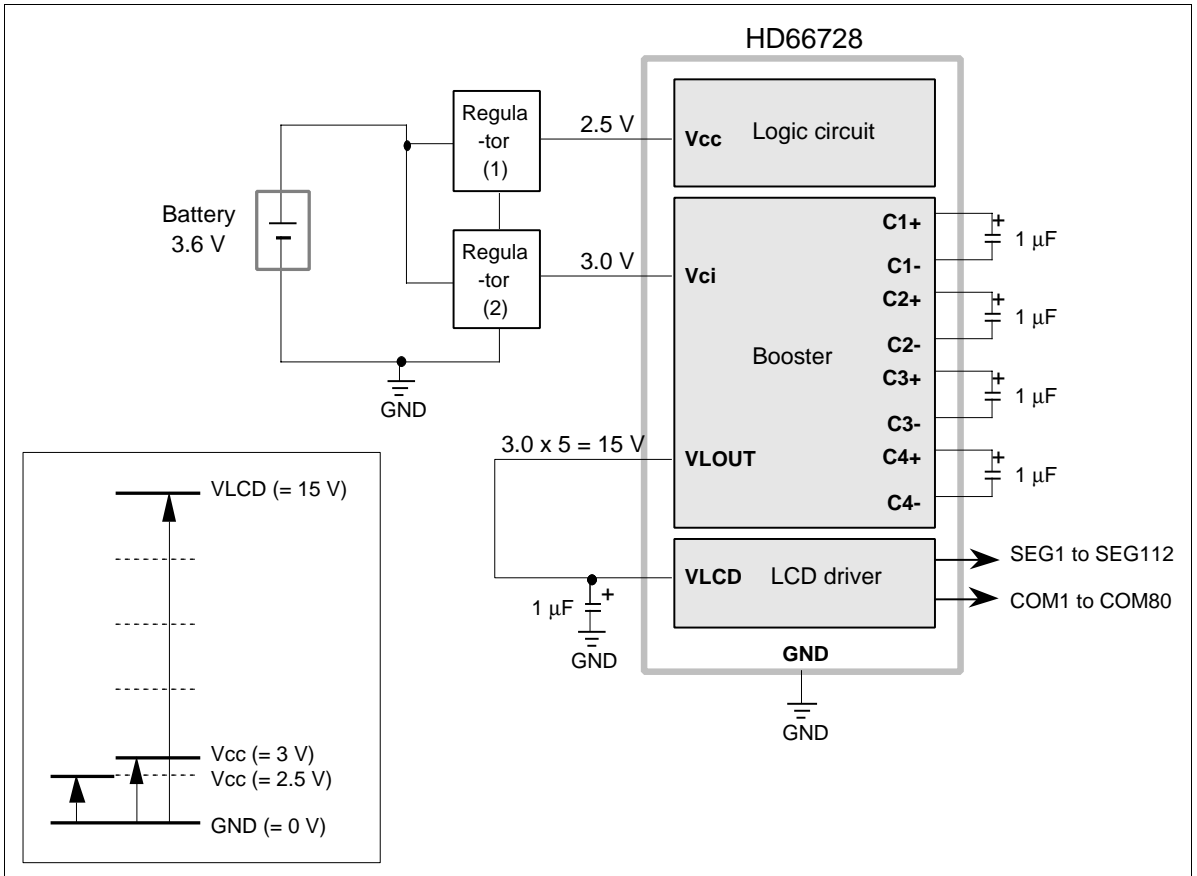 HD66728
Regula
-tor
(1)
2.5 V
Vcc
Logic circuit
Battery
3.6 V
Regula
-tor
(2)
3.0 V
Vci
Booster
C1+
+
1 μF
C1-
C2+
+
1 μF
C2-
C3+
+
1 μF
C3-
C4+
+
1 μF
C4-
GND
3.0 x 5 = 15 V
VLOUT
VLCD
LCD driver
SEG1 to SEG112
COM1 to COM80
1 μF
+
GND
GND
GND
VLCD (= 15 V)
Vcc (= 3 V)
Vcc (= 2.5 V)
GND (= 0 V)